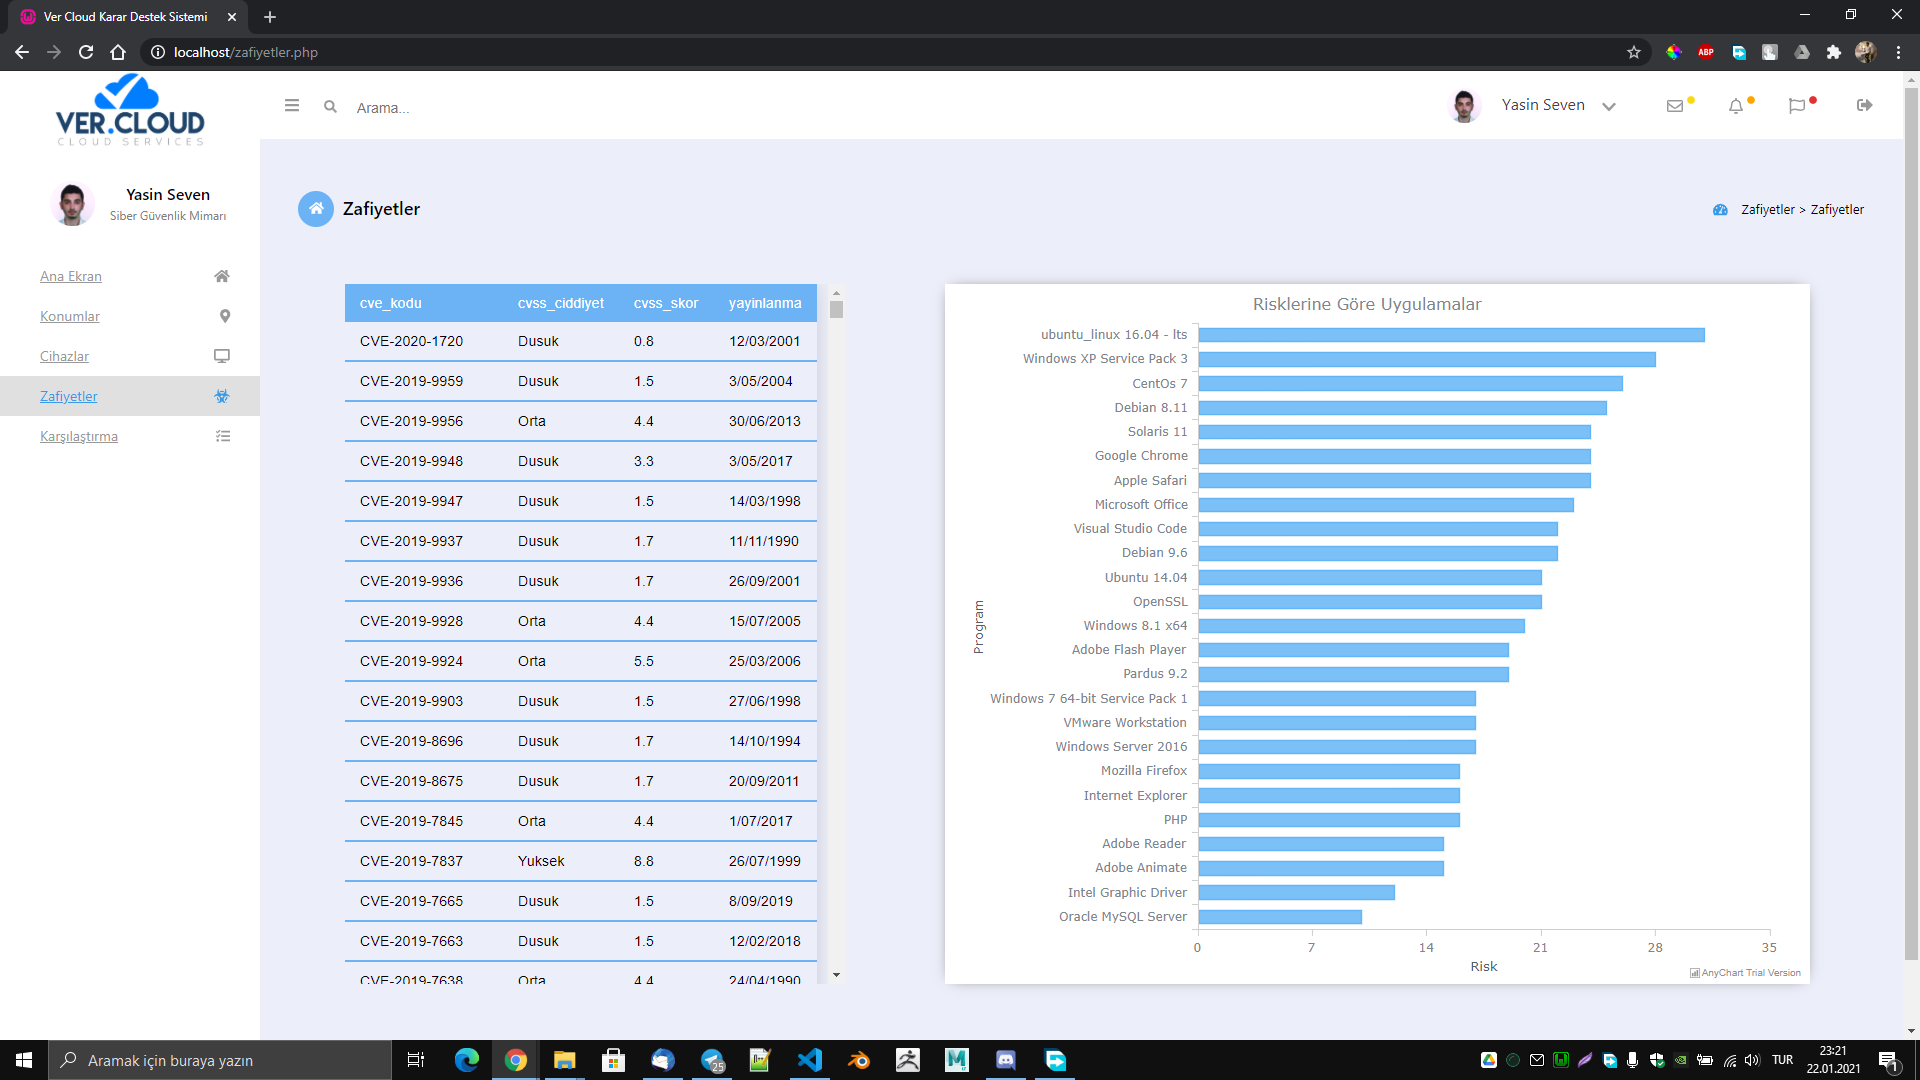 Ver Cloud Karar Destek Sistemi
localhost/zafiyetler.php
ABP
VER.CLOUD
CLOUD SERVICES
Arama...
Yasin Seven
Yasin Seven
Siber Güvenlik Mimarı
Ana Ekran
Konumlar
Cihazlar
Zafiyetler
Karşılaştırma
Zafiyetler
Zafiyetler > Zafiyetler
cve_kodu cvss_ciddiyet cvss_skor yayinlanma
CVE-2020-1720 Dusuk 0.8 12/03/2001
CVE-2019-9959 Dusuk 1.5 3/05/2004
CVE-2019-9956 Orta 4.4 30/06/2013
CVE-2019-9948 Dusuk 3.3 3/05/2017
CVE-2019-9947 Dusuk 1.5 14/03/1998
CVE-2019-9937 Dusuk 1.7 11/11/1990
CVE-2019-9936 Dusuk 1.7 26/09/2001
CVE-2019-9928 Orta 4.4 15/07/2005
CVE-2019-9924 Orta 5.5 25/03/2006
CVE-2019-9903 Dusuk 1.5 27/06/1998
CVE-2019-8696 Dusuk 1.7 14/10/1994
CVE-2019-8675 Dusuk 1.7 20/09/2011
CVE-2019-7845 Orta 4.4 1/07/2017
CVE-2019-7837 Yuksek 8.8 26/07/1999
CVE-2019-7665 Dusuk 1.5 8/09/2019
CVE-2019-7663 Dusuk 1.5 12/02/2018
CVE-2019-7638 Orta 4.4 24/04/1990
Risklerine Göre Uygulamalar
Program
ubuntu_linux 16.04 - lts
Windows XP Service Pack 3
CentOs 7
Debian 8.11
Solaris 11
Google Chrome
Apple Safari
Microsoft Office
Visual Studio Code
Debian 9.6
Ubuntu 14.04
OpenSSL
Windows 8.1 x64
Adobe Flash Player
Pardus 9.2
Windows 7 64-bit Service Pack 1
VMware Workstation
Windows Server 2016
Mozilla Firefox
Internet Explorer
PHP
Adobe Reader
Adobe Animate
Intel Graphic Driver
Oracle MySQL Server
0 7 14 21 28 35
Risk
AnyChart Trial Version
Aramak için buraya yazın
25
TUR
23:21
22.01.2021
1